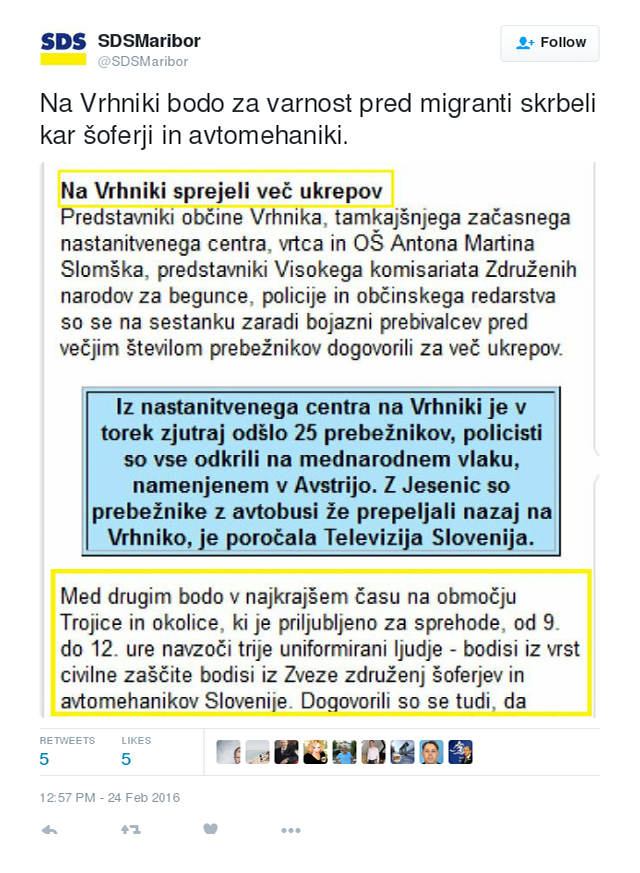 SDS
SDSMaribor
@SDSMaribor
Follow
Na Vrhniki bodo za varnost pred migranti skrbeli
kar šoferji in avtomehaniki.
Na Vrhniki sprejeli več ukrepov
Predstavniki občine Vrhnika, tamkajšnjega začasnega
nastanitvenega centra, vrtca in OŠ Antona Martina
Slomška, predstavniki Visokega komisariata Združenih
narodov za begunce, policije in občinskega redarstva
so se na sestanku zaradi bojazni prebivalcev pred
večjim številom prebežnikov dogovorili za več ukrepov.
Iz nastanitvenega centra na Vrhniki je v
torek zjutraj odšlo 25 prebežnikov, policisti
so vse odkrili na mednarodnem vlaku,
namenjenem v Avstrijo. Z Jesenic so
prebežnike z avtobusi že prepeljali nazaj na
Vrhniko, je poročala Televizija Slovenija.
Med drugim bodo v najkrajšem času na območju
Trojice in okolice, ki je priljubljeno za sprehode, od 9.
do 12. ure navzoči trije uniformirani ljudje - bodisi iz vrst
civilne zaščite bodisi iz Zveze združenj šoferjev in
avtomehanikov Slovenije. Dogovorili so se tudi, da
RETWEETS LIKES
5 5
12:57 PM - 24 Feb 2016